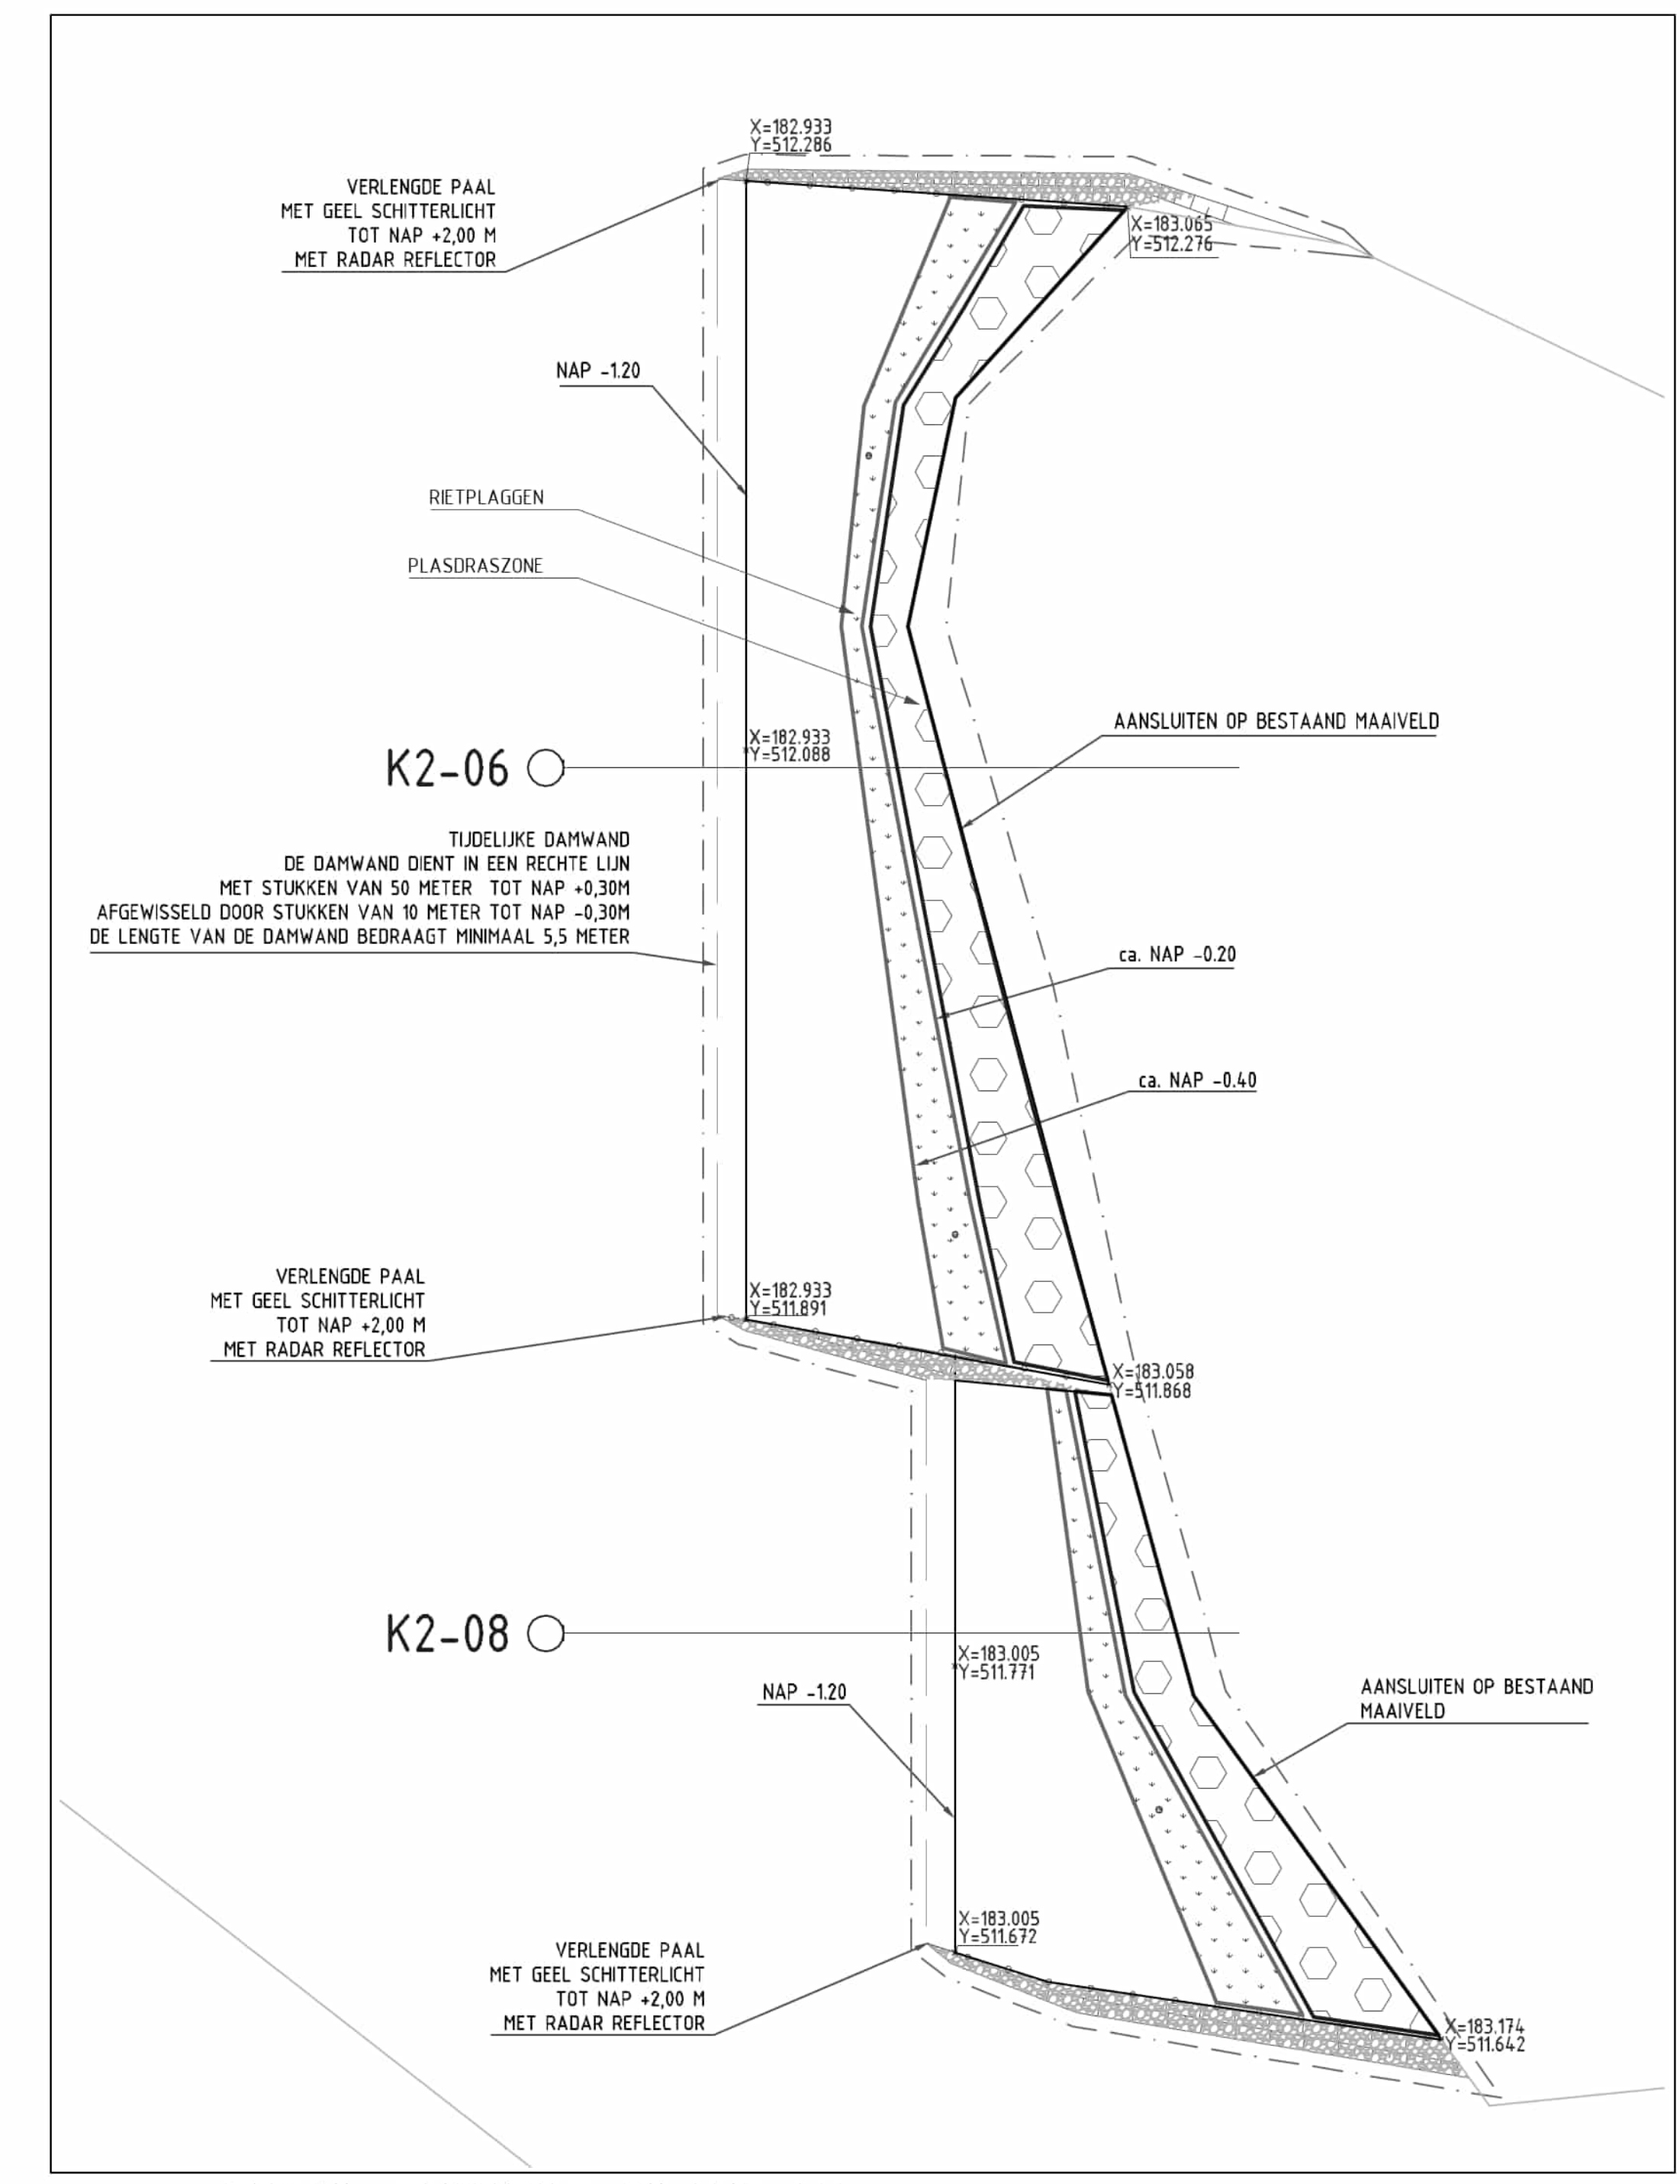 X=182.933
Y=512.286
VERLENGDE PAAL
MET GEEL SCHITTERLICHT
TOT NAP +2,00 M
MET RADAR REFLECTOR
X=183.065
Y=512.276
NAP -1.20
RIETPLAGGEN
PLASDRASZONE
AANSLUITEN OP BESTAAND MAAIVELD
X=182.933
Y=512.088
K2-06
TIJDELIJKE DAMWAND
DE DAMWAND DIENT IN EEN RECHTE LIJN
MET STUKKEN VAN 50 METER TOT NAP +0,30M
AFGEWISSELD DOOR STUKKEN VAN 10 METER TOT NAP -0,30M
DE LENGTE VAN DE DAMWAND BEDRAAGT MINIMAAL 5,5 METER
ca. NAP -0.20
ca. NAP -0.40
VERLENGDE PAAL
MET GEEL SCHITTERLICHT
TOT NAP +2,00 M
MET RADAR REFLECTOR
X=182.933
Y=511.891
X=183.058
Y=511.868
K2-08
X=183.005
Y=511.771
NAP -1.20
AANSLUITEN OP BESTAAND
MAAIVELD
X=183.005
Y=511.672
VERLENGDE PAAL
MET GEEL SCHITTERLICHT
TOT NAP +2,00 M
MET RADAR REFLECTOR
X=183.174
Y=511.642